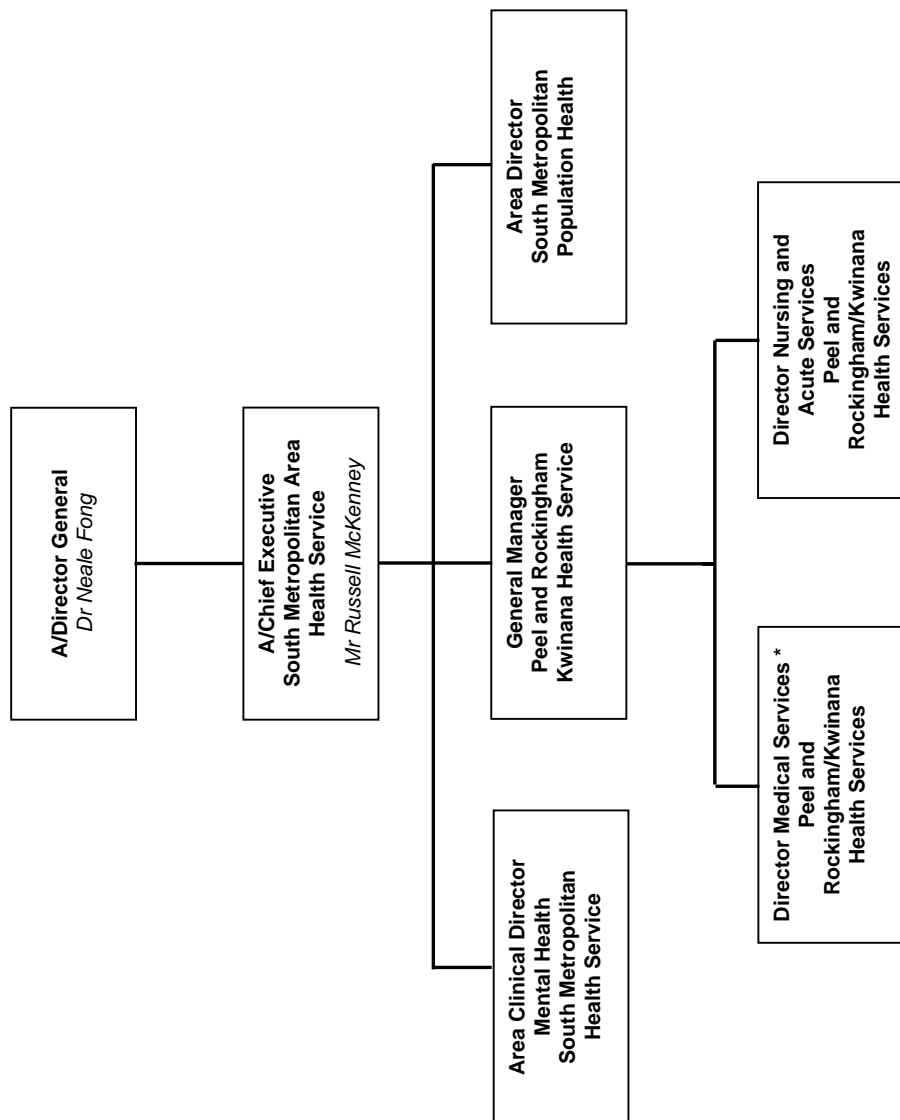 A/Director General
Dr Neale Fong
A/Chief Executive
South Metropolitan Area
Health Service
Mr Russell McKenney
Area Clinical Director
Mental Health
South Metropolitan
Health Service
General Manager
Peel and Rockingham
Kwinana Health Service
Area Director
South Metropolitan
Population Health
Director Medical Services *
Peel and
Rockingham/Kwinana
Health Services
Director Nursing and
Acute Services
Peel and
Rockingham/Kwinana
Health Services